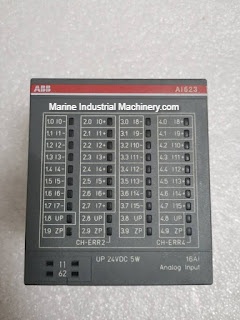 ABB AI623
Marine Industrial Machinery.com
1.0 I0- 2.0 I0+ 3.0 I8- 4.0 I8+
1.1 I1- 2.1 I1+ 3.1 I9- 4.1 I9+
1.2 I2- 2.2 I2+ 3.2 I10- 4.2 I10+
1.3 I3- 2.3 I3+ 3.3 I11- 4.3 I11+
1.4 I4- 2.4 I4+ 3.4 I12- 4.4 I12+
1.5 I5- 2.5 I5+ 3.5 I13- 4.5 I13+
1.6 I6- 2.6 I6+ 3.6 I14- 4.6 I14+
1.7 I7- 2.7 I7+ 3.7 I15- 4.7 I15+
1.8 UP 2.8 UP 3.8 UP 4.8 UP
1.9 ZP 2.9 ZP 3.9 ZP 4.9 ZP
CH-ERR2 CH-ERR4
UP 24VDC 5W 16AI
Analog Input
11
62